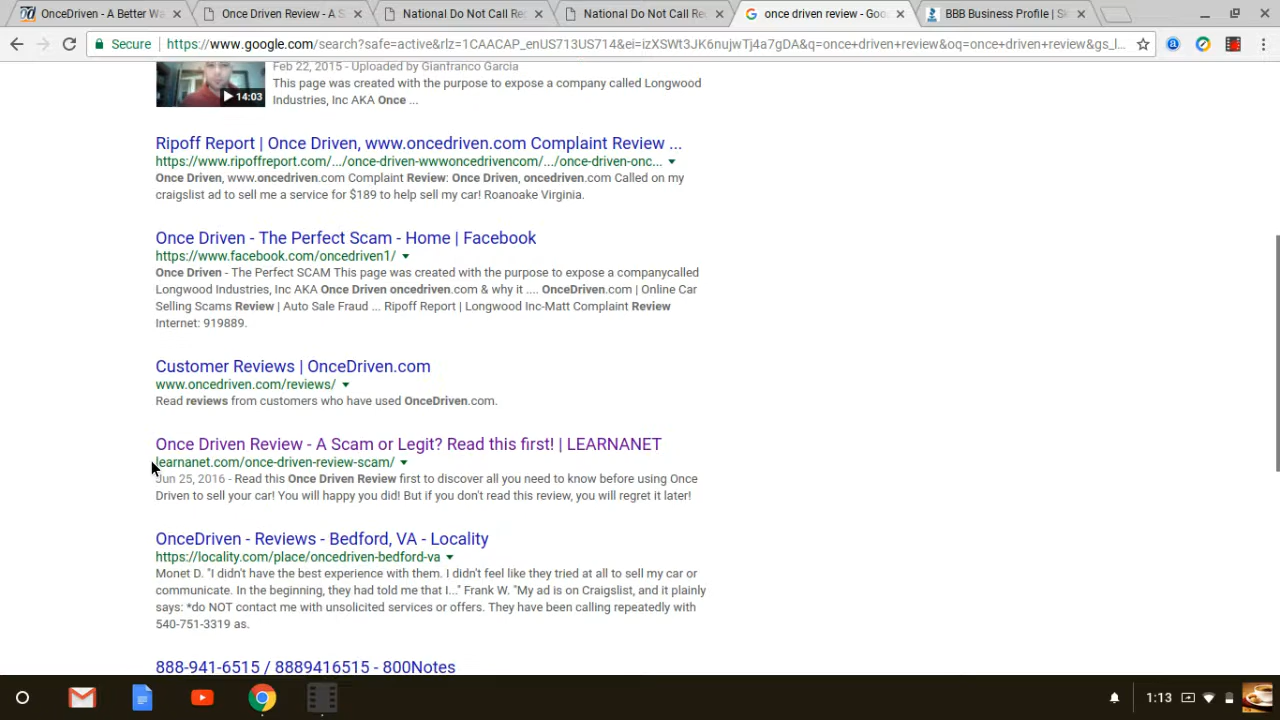 OnceDriven - A Better Wa
Once Driven Review - A S
National Do Not Call Re
National Do Not Call Re
once driven review - Goo
BBB Business Profile | S
Secure
https://www.google.com/search?safe=active&rlz=1CAACAP_enUS713US714&ei=izXSWt3JK6nujwTj4a7gDA&q=once+driven+review&oq=once+driven+review&gs_l...
Feb 22, 2015 - Uploaded by Gianfranco Garcia
This page was created with the purpose to expose a company called Longwood
14:03
Industries, Inc AKA Once ...
Ripoff Report | Once Driven, www.oncedriven.com Complaint Review ...
https://www.ripoffreport.com/.../once-driven-wwwoncedrivencom/.../once-driven-onc...
Once Driven, www.oncedriven.com Complaint Review: Once Driven, oncedriven.com Called on my
craigslist ad to sell me a service for $189 to help sell my car! Roanoake Virginia.
Once Driven - The Perfect Scam - Home | Facebook
https://www.facebook.com/oncedriven1/
Once Driven - The Perfect SCAM This page was created with the purpose to expose a companycalled
Longwood Industries, Inc AKA Once Driven oncedriven.com & why it .... OnceDriven.com | Online Car
Selling Scams Review | Auto Sale Fraud ... Ripoff Report | Longwood Inc-Matt Complaint Review
Internet: 919889.
Customer Reviews | OnceDriven.com
www.oncedriven.com/reviews/
Read reviews from customers who have used OnceDriven.com.
Once Driven Review - A Scam or Legit? Read this first! | LEARNANET
learnanet.com/once-driven-review-scam/
Jun 25, 2016 - Read this Once Driven Review first to discover all you need to know before using Once
Driven to sell your car! You will happy you did! But if you don't read this review, you will regret it later!
OnceDriven - Reviews - Bedford, VA - Locality
https://locality.com/place/oncedriven-bedford-va
Monet D. "I didn't have the best experience with them. I didn't feel like they tried at all to sell my car or
communicate. In the beginning, they had told me that I..." Frank W. "My ad is on Craigslist, and it plainly
says: *do NOT contact me with unsolicited services or offers. They have been calling repeatedly with
540-751-3319 as.
888-941-6515 / 8889416515 - 800Notes
1:13